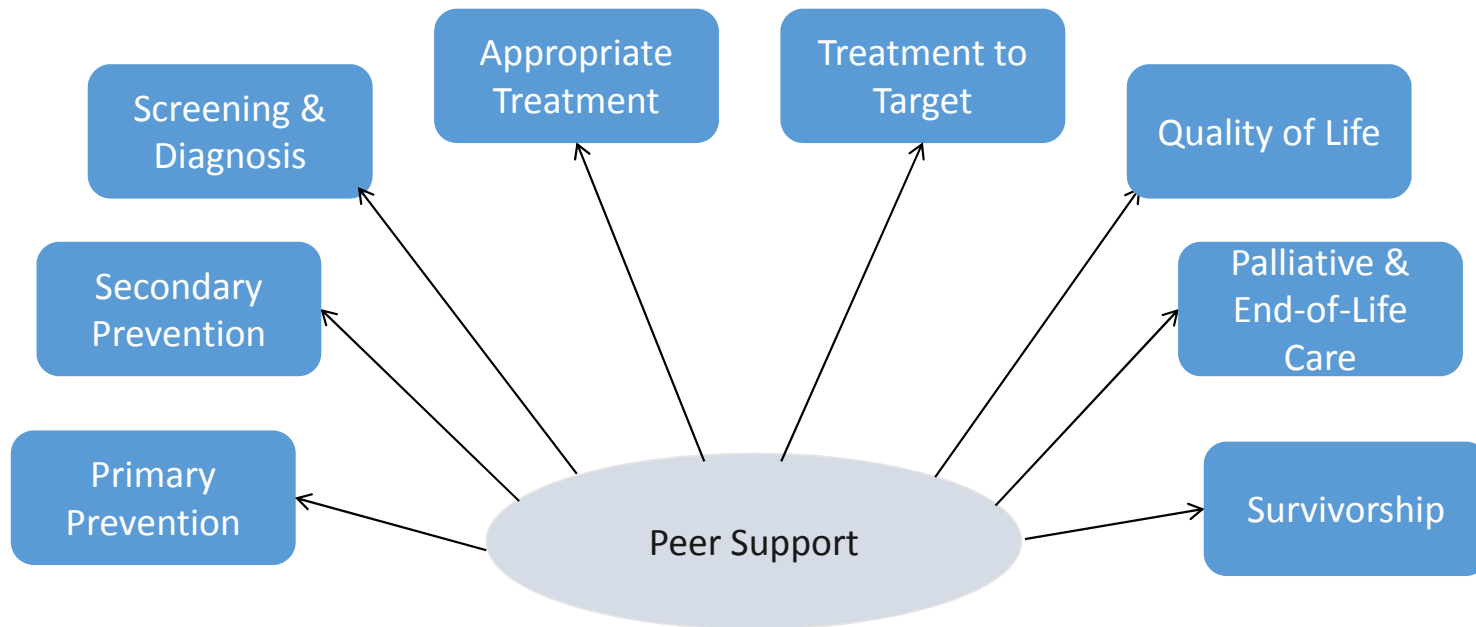 Appropriate
Treatment
Treatment to
Target
Screening &
Diagnosis
Quality of Life
Secondary
Prevention
Palliative &
End-of-Life
Care
Primary
Prevention
Survivorship
Peer Support